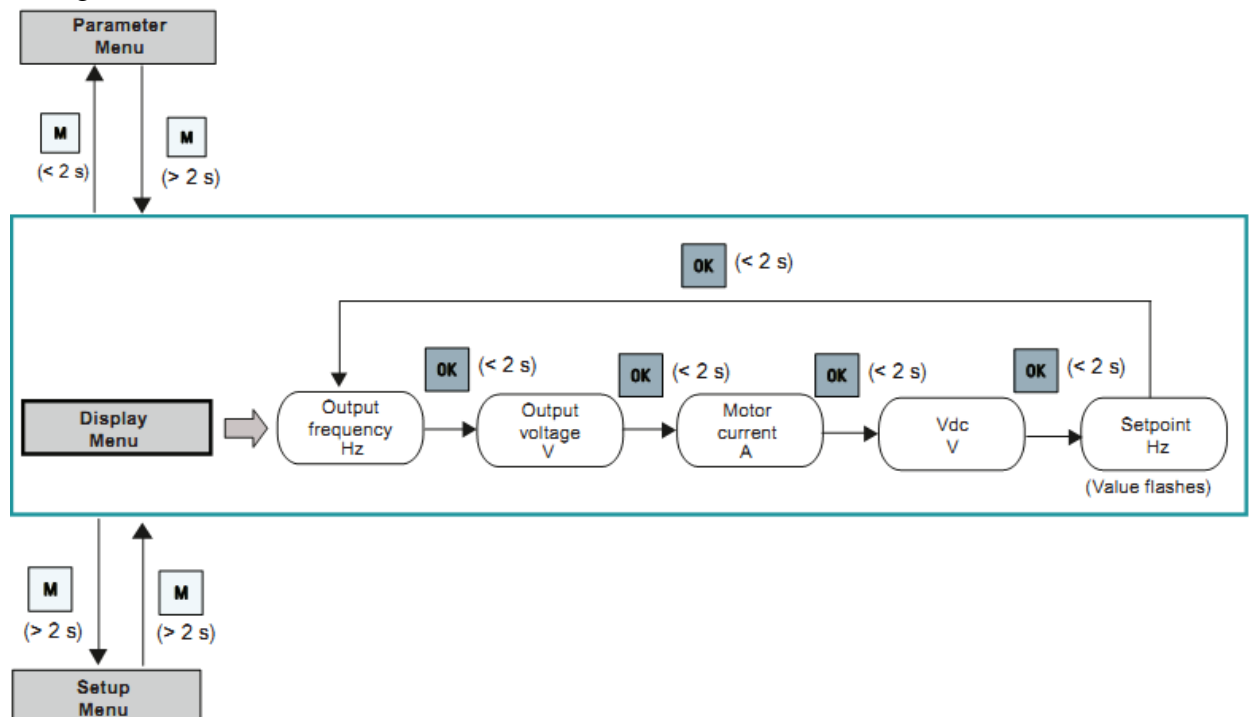 Parameter
Menu
M
(< 2 s)
M
(> 2 s)
OK (< 2 s)
OK (< 2 s)
OK (< 2 s)
OK (< 2 s)
OK (< 2 s)
Display
Menu
Output
frequency
Hz
Output
voltage
V
Motor
current
A
Vdc
V
Setpoint
Hz
(Value flashes)
M
(> 2 s)
M
(> 2 s)
Setup
Menu